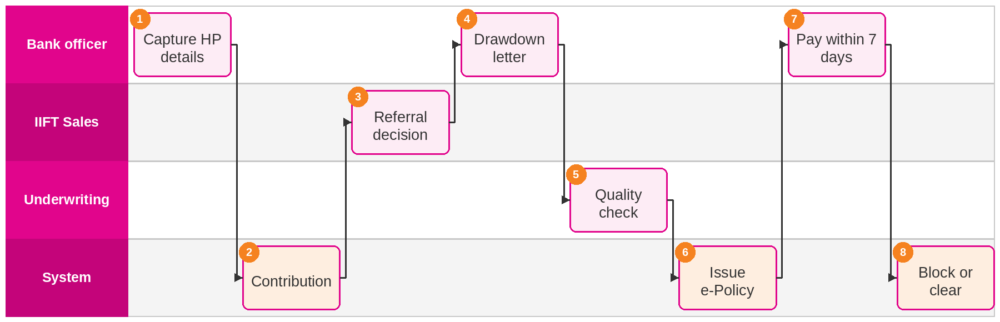 Bank officer
1
Capture HP
details
4
Drawdown
letter
7
Pay within 7
days
IIFT Sales
3
Referral
decision
Underwriting
5
Quality
check
System
2
Contribution
6
Issue
e-Policy
8
Block or
clear